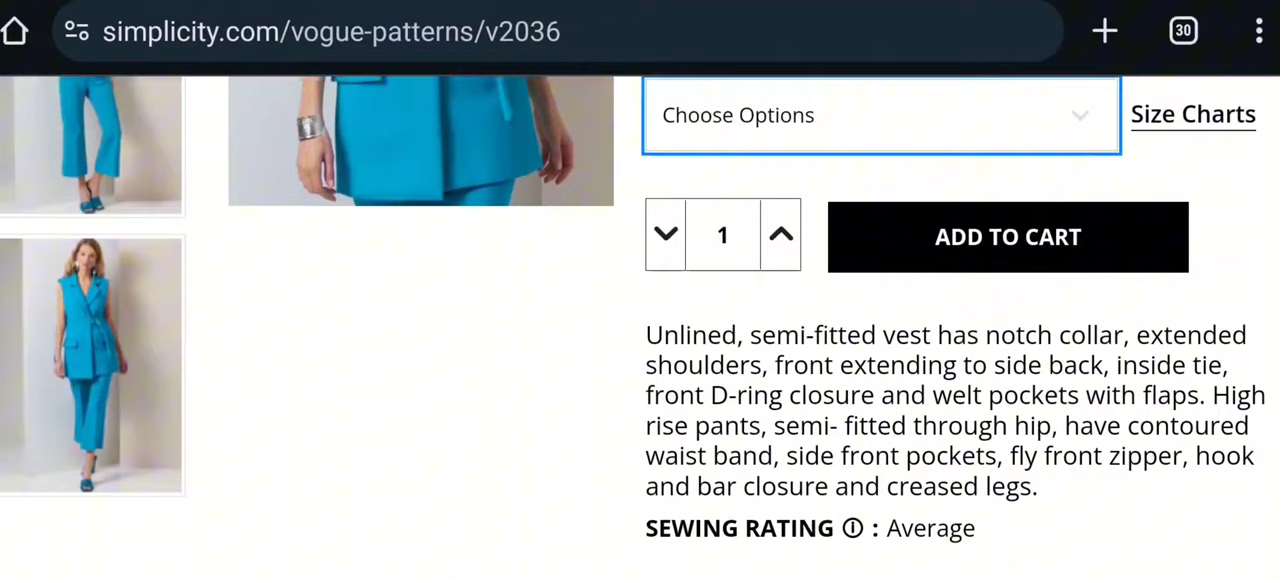 simplicity.com/vogue-patterns/v2036
30
Choose Options
Size Charts
1
ADD TO CART
Unlined, semi-fitted vest has notch collar, extended
shoulders, front extending to side back, inside tie,
front D-ring closure and welt pockets with flaps. High
rise pants, semi- fitted through hip, have contoured
waist band, side front pockets, fly front zipper, hook
and bar closure and creased legs.
SEWING RATING ⓘ : Average